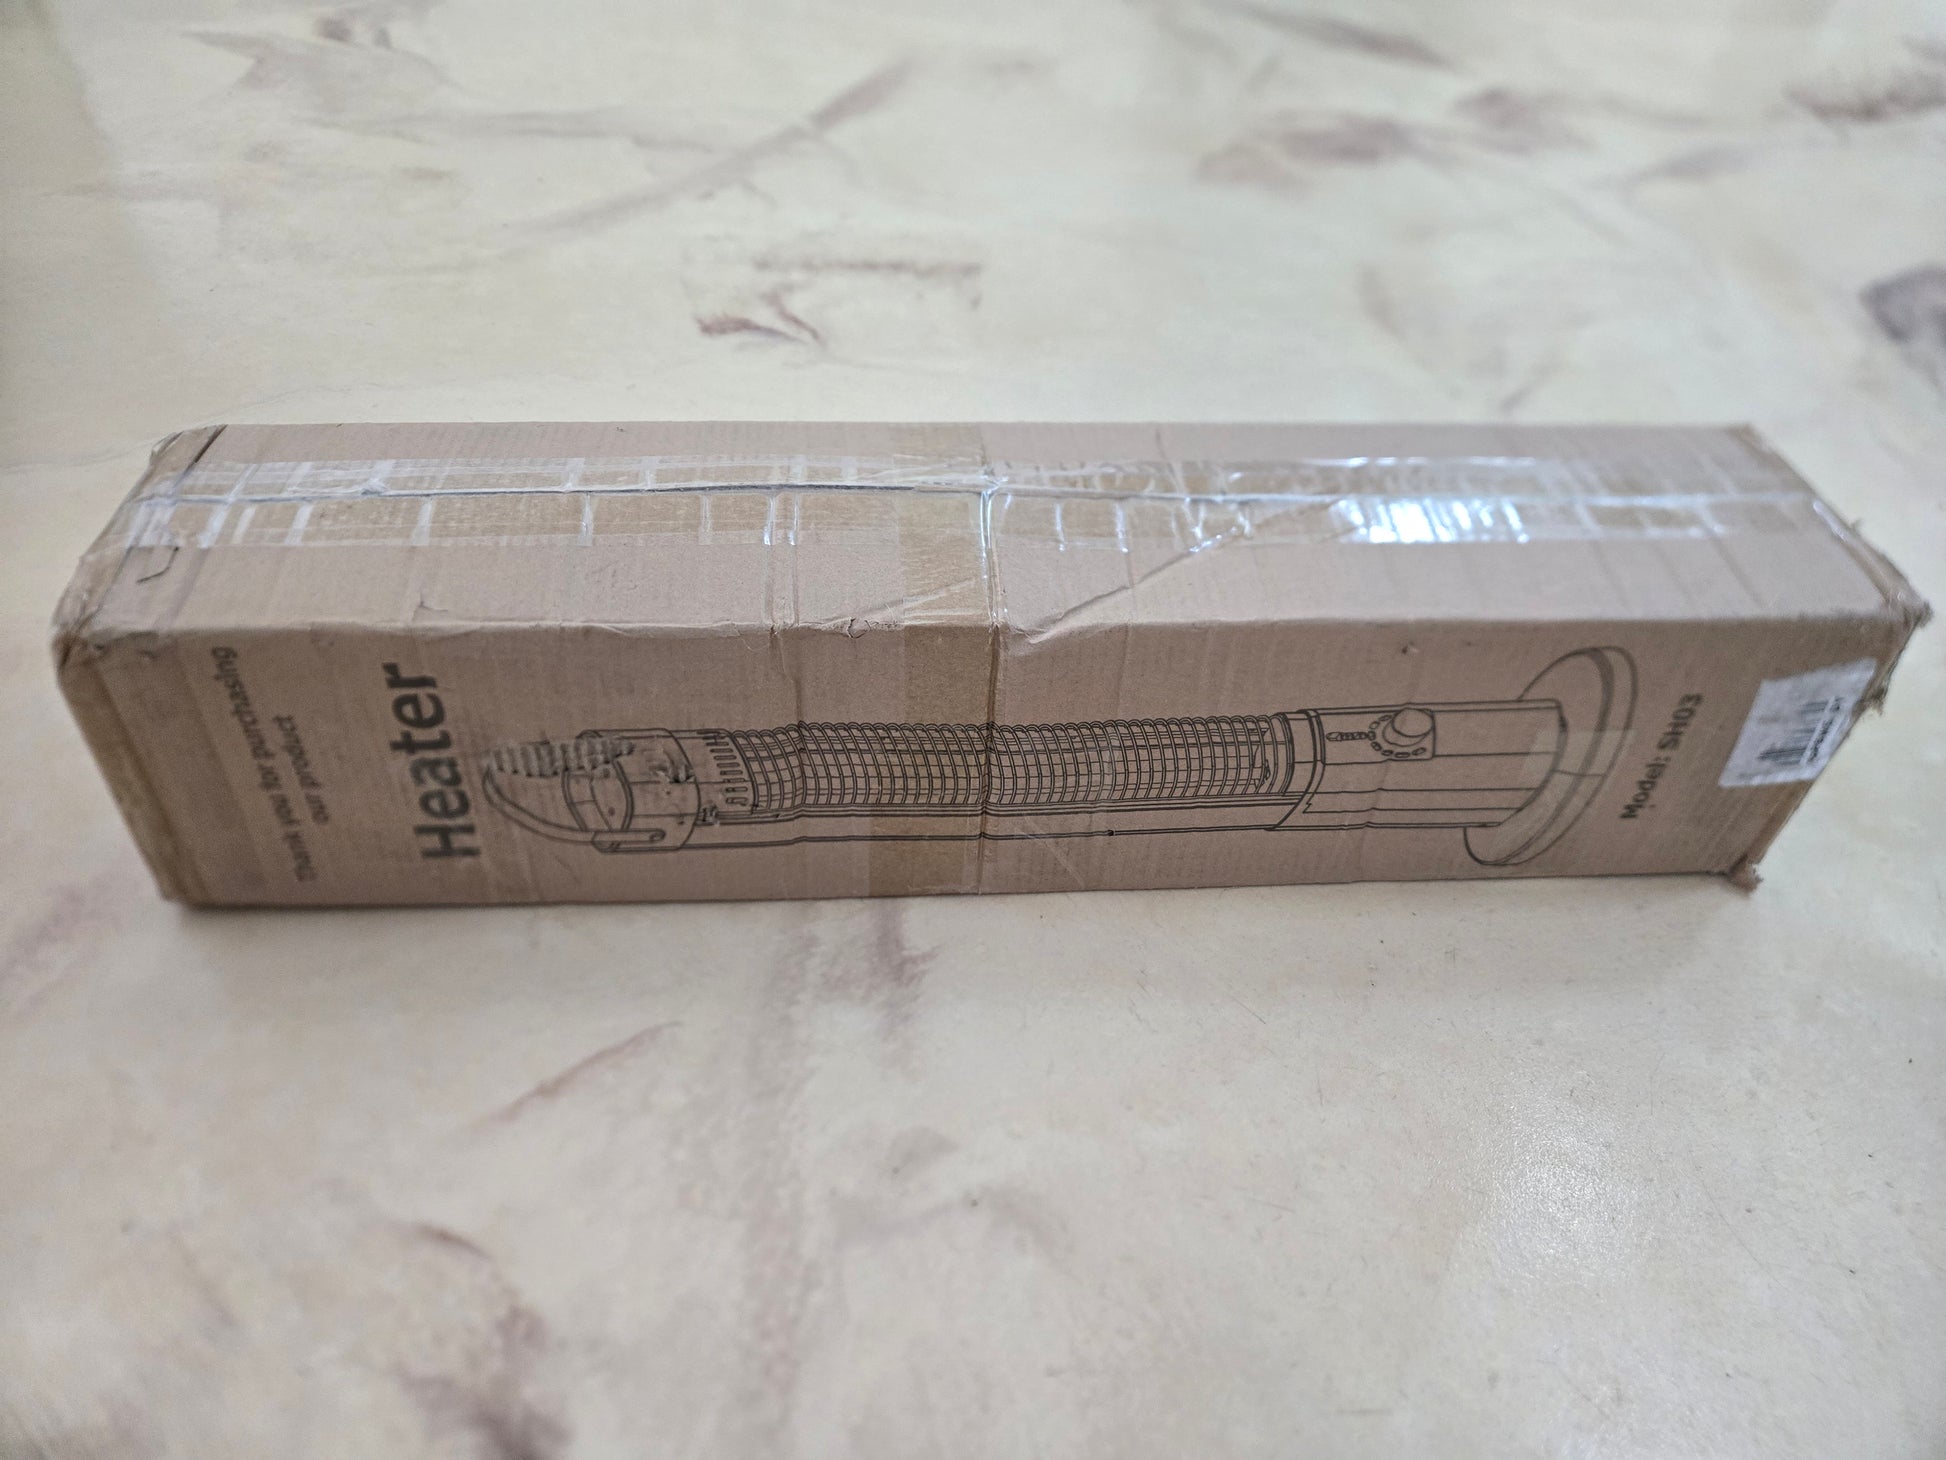 Thank you for purchasing
our product
Heater
Model: SH03